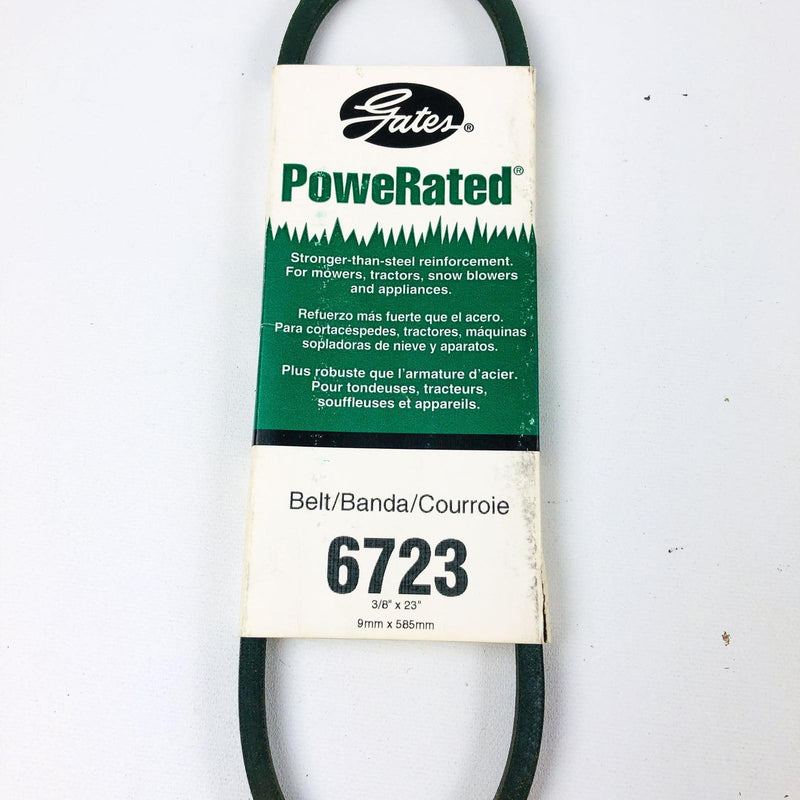 Gates®
PoweRated®
Stronger-than-steel reinforcement.
For mowers, tractors, snow blowers
and appliances.
Refuerzo más fuerte que el acero.
Para cortacéspedes, tractores, máquinas
sopladoras de nieve y aparatos.
Plus robuste que l'armature d'acier.
Pour tondeuses, tracteurs,
souffleuses et appareils.
Belt/Banda/Courroie
6723
3/8" x 23"
9mm x 585mm